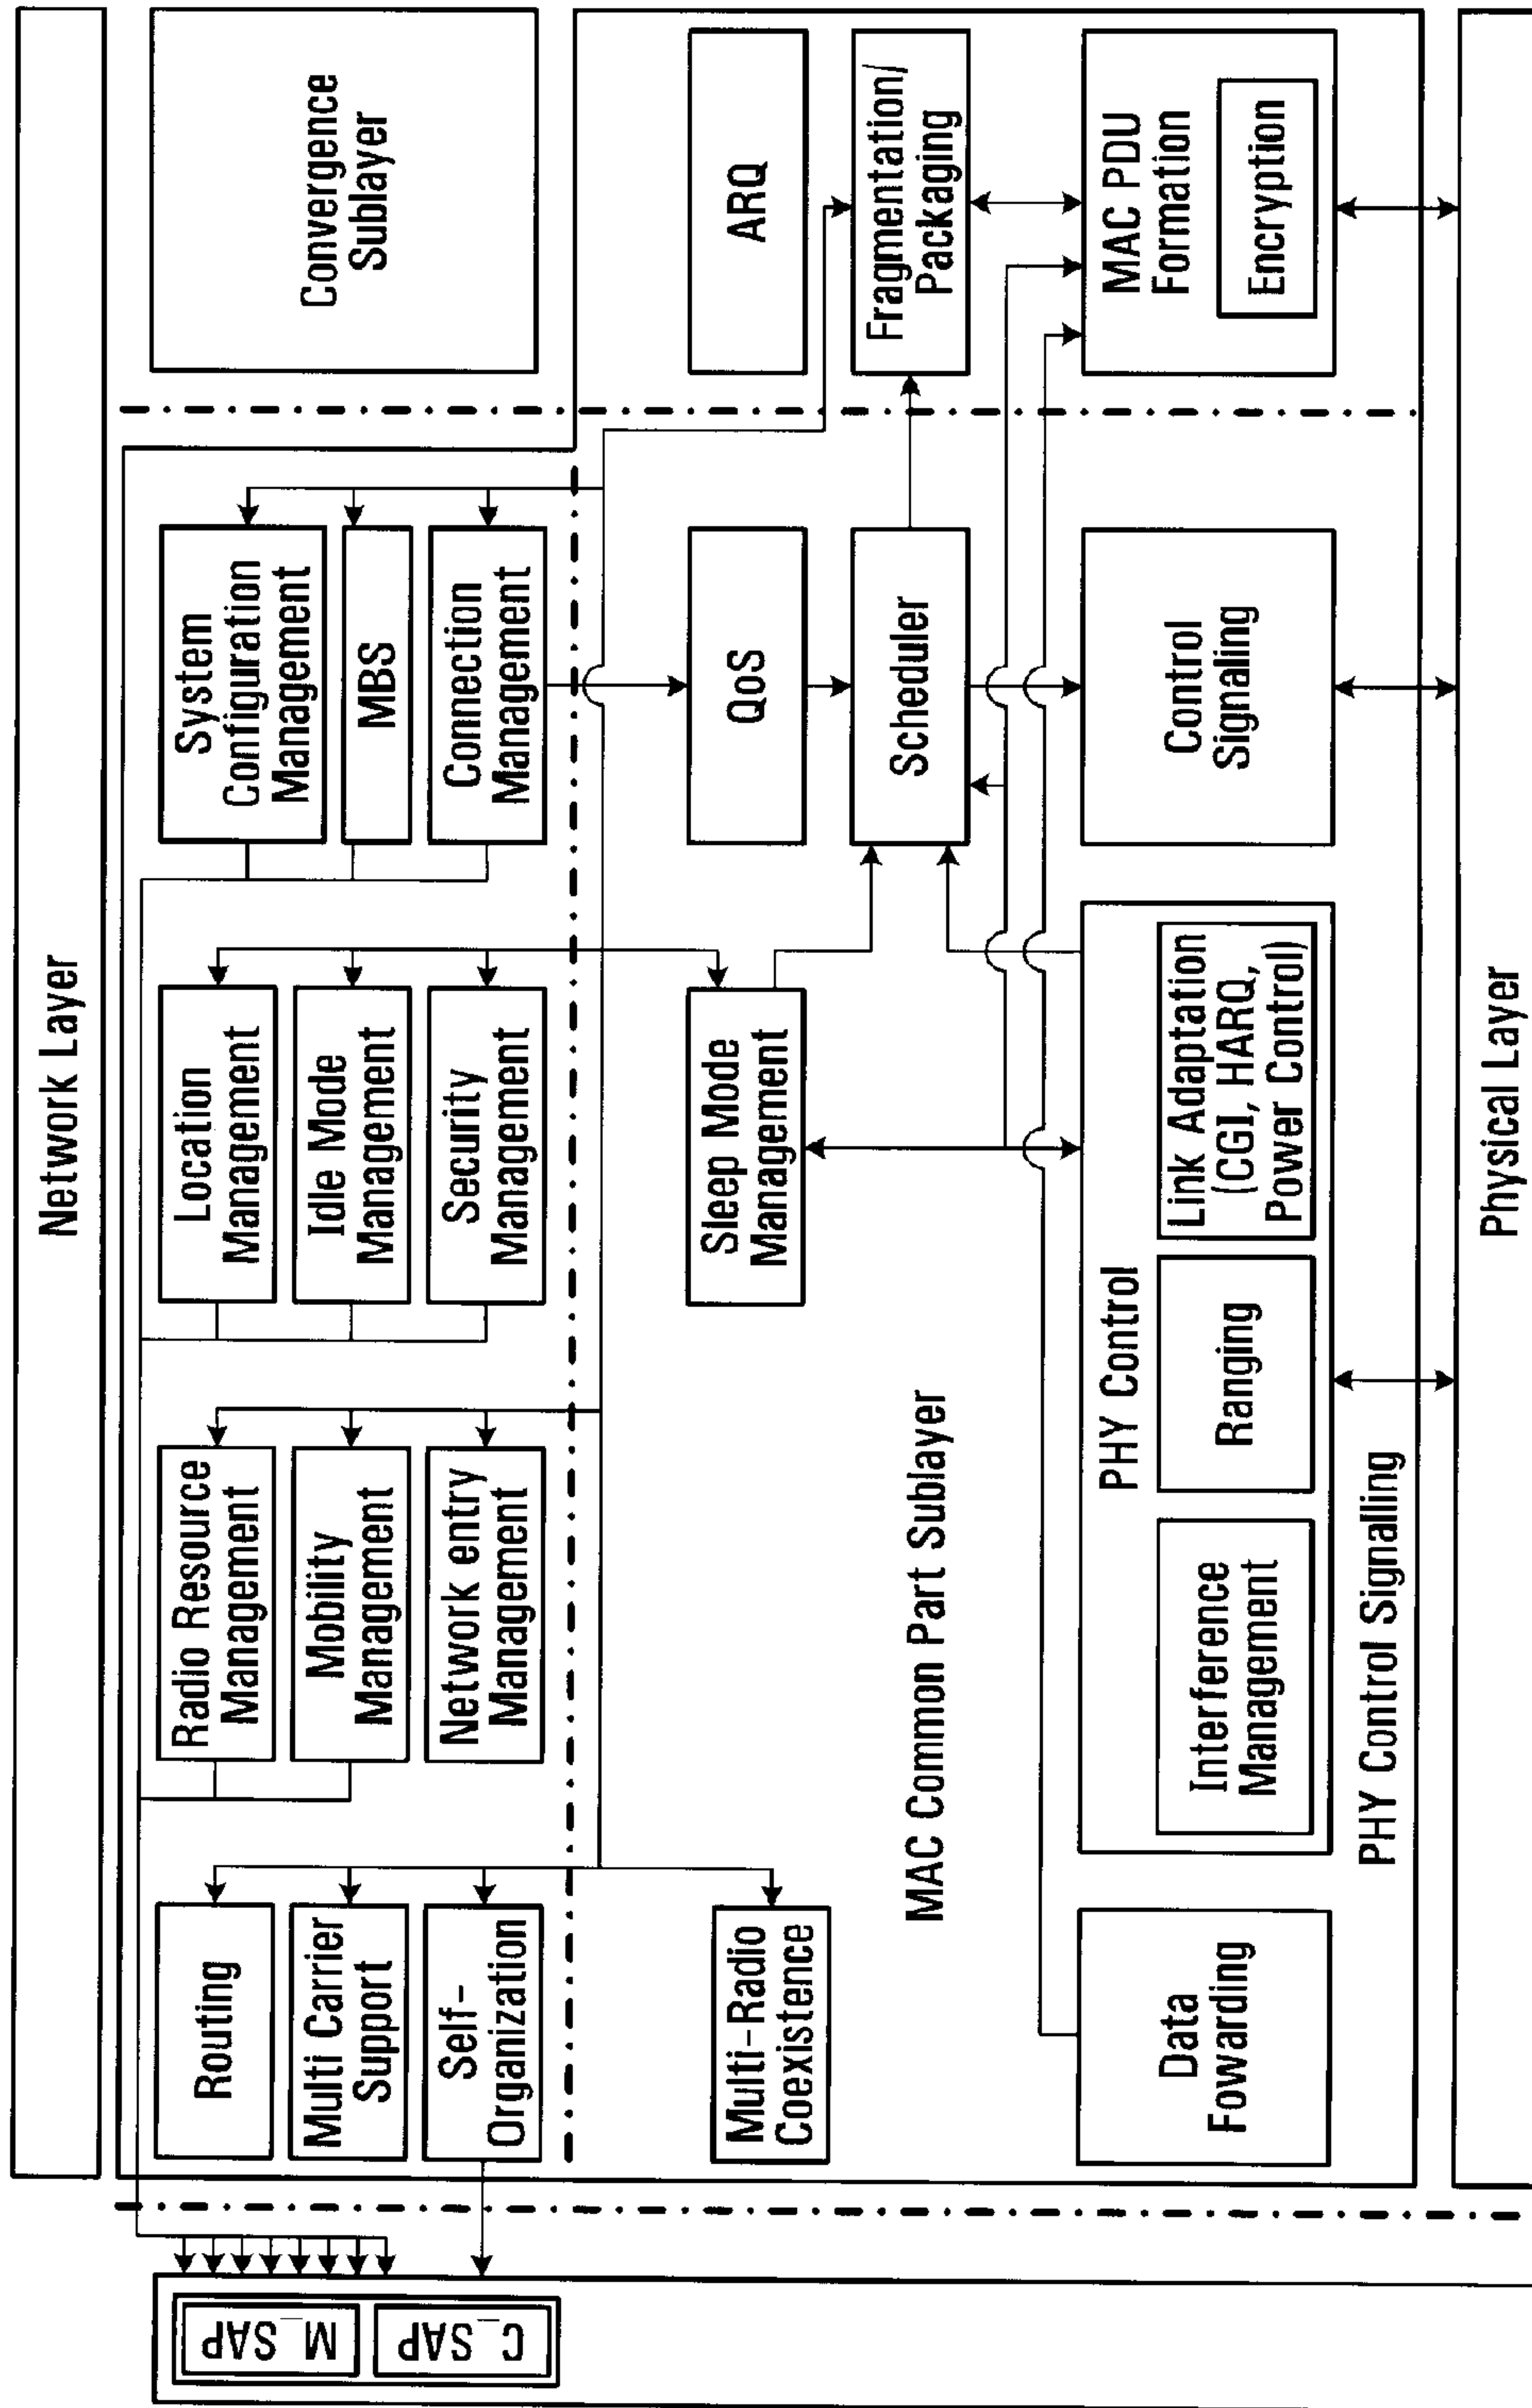 Network Layer
M_SAP
C_SAP
Routing
Multi Carrier
Support
Self-
Organization
Radio Resource
Management
Mobility
Management
Network entry
Management
Location
Management
Idle Mode
Management
Security
Management
System
Configuration
Management
MBS
Connection
Management
Convergence
Sublayer
Multi-Radio
Coexistence
Sleep Mode
Management
QoS
ARQ
MAC Common Part Sublayer
Scheduler
Fragmentation/
Packaging
Data
Fowarding
PHY Control
Interference
Management
Ranging
Link Adaptation
(CGI, HARQ,
Power Control)
Control
Signaling
MAC PDU
Formation
Encryption
PHY Control Signalling
Physical Layer